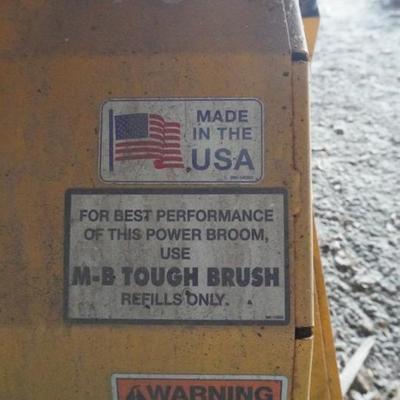 MADE
IN THE
USA
FOR BEST PERFORMANCE
OF THIS POWER BROOM,
USE
M-B TOUGH BRUSH
REFILLS ONLY.
WARNING